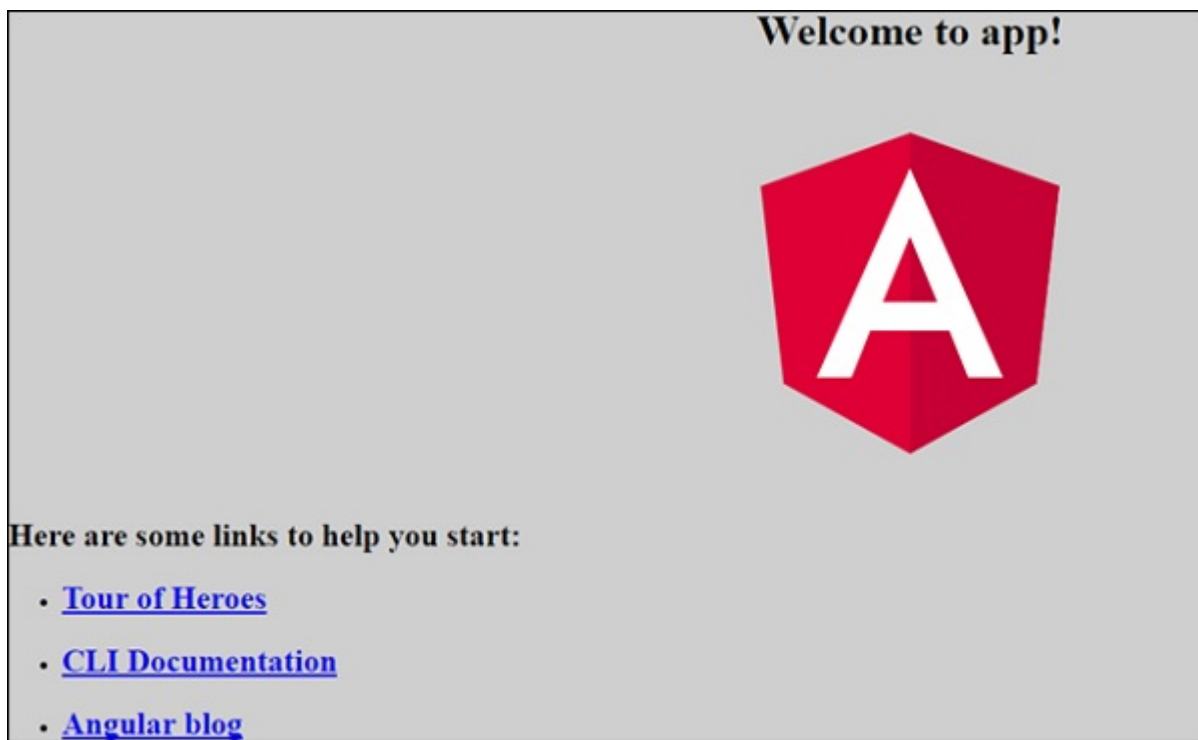 Welcome to app!
A
Here are some links to help you start:
Tour of Heroes
CLI Documentation
Angular blog